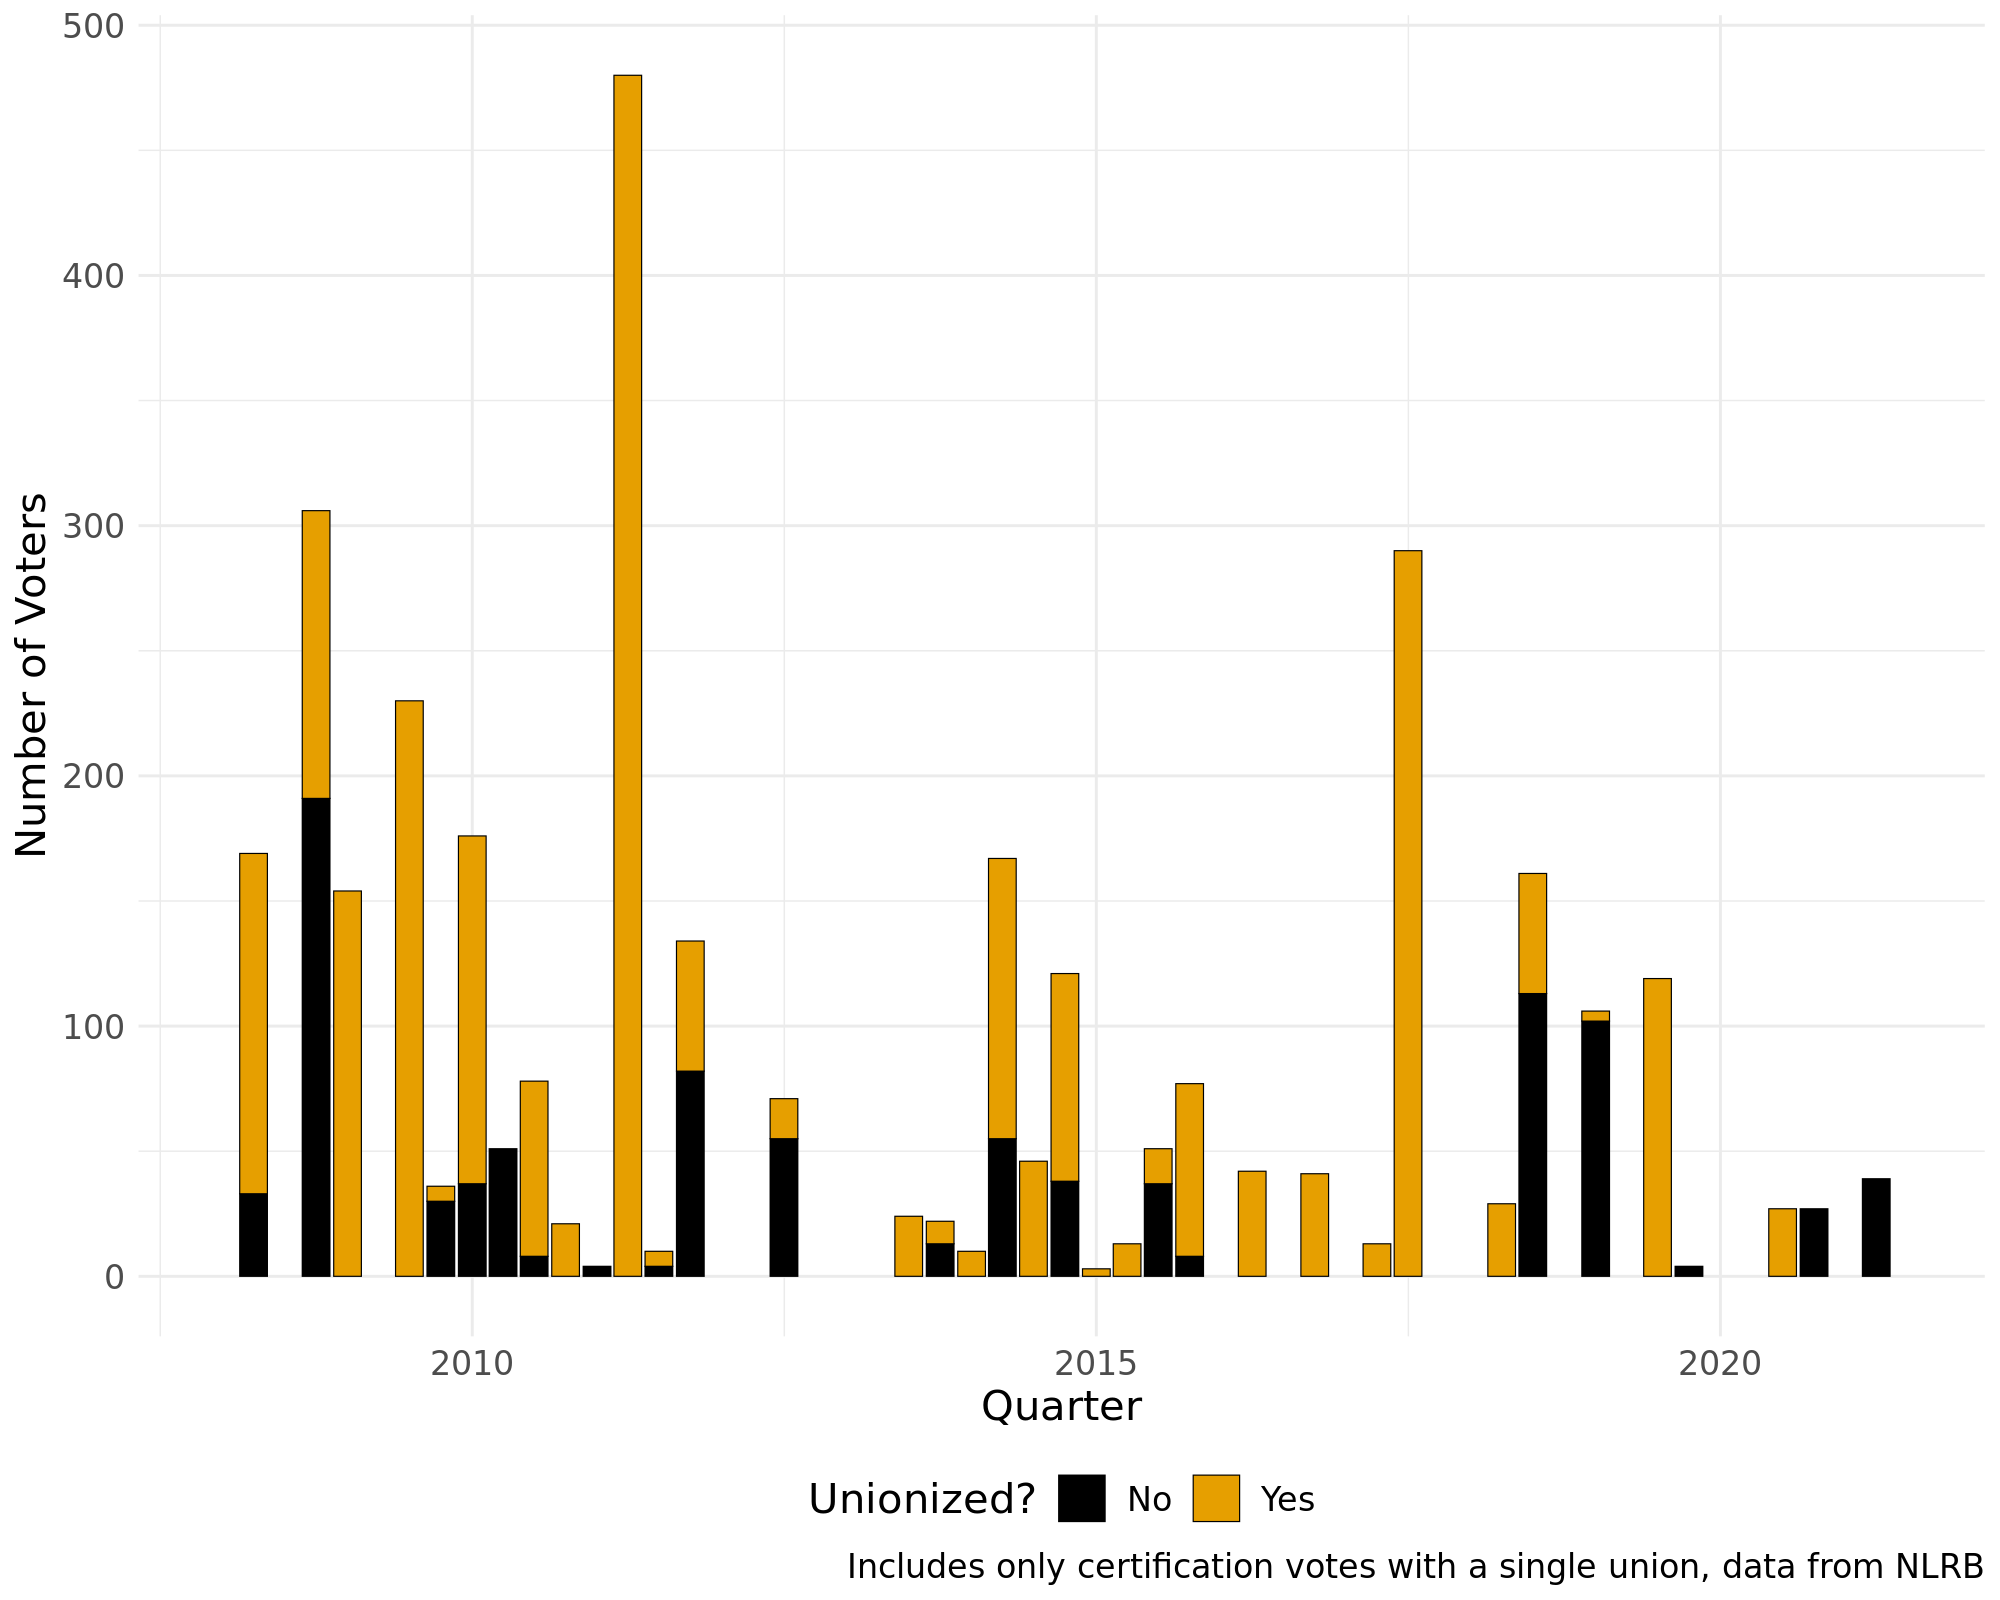 500
400
300
200
100
0
Number of Voters
2010 2015 2020
Quarter
Unionized? No Yes
Includes only certification votes with a single union, data from NLRB